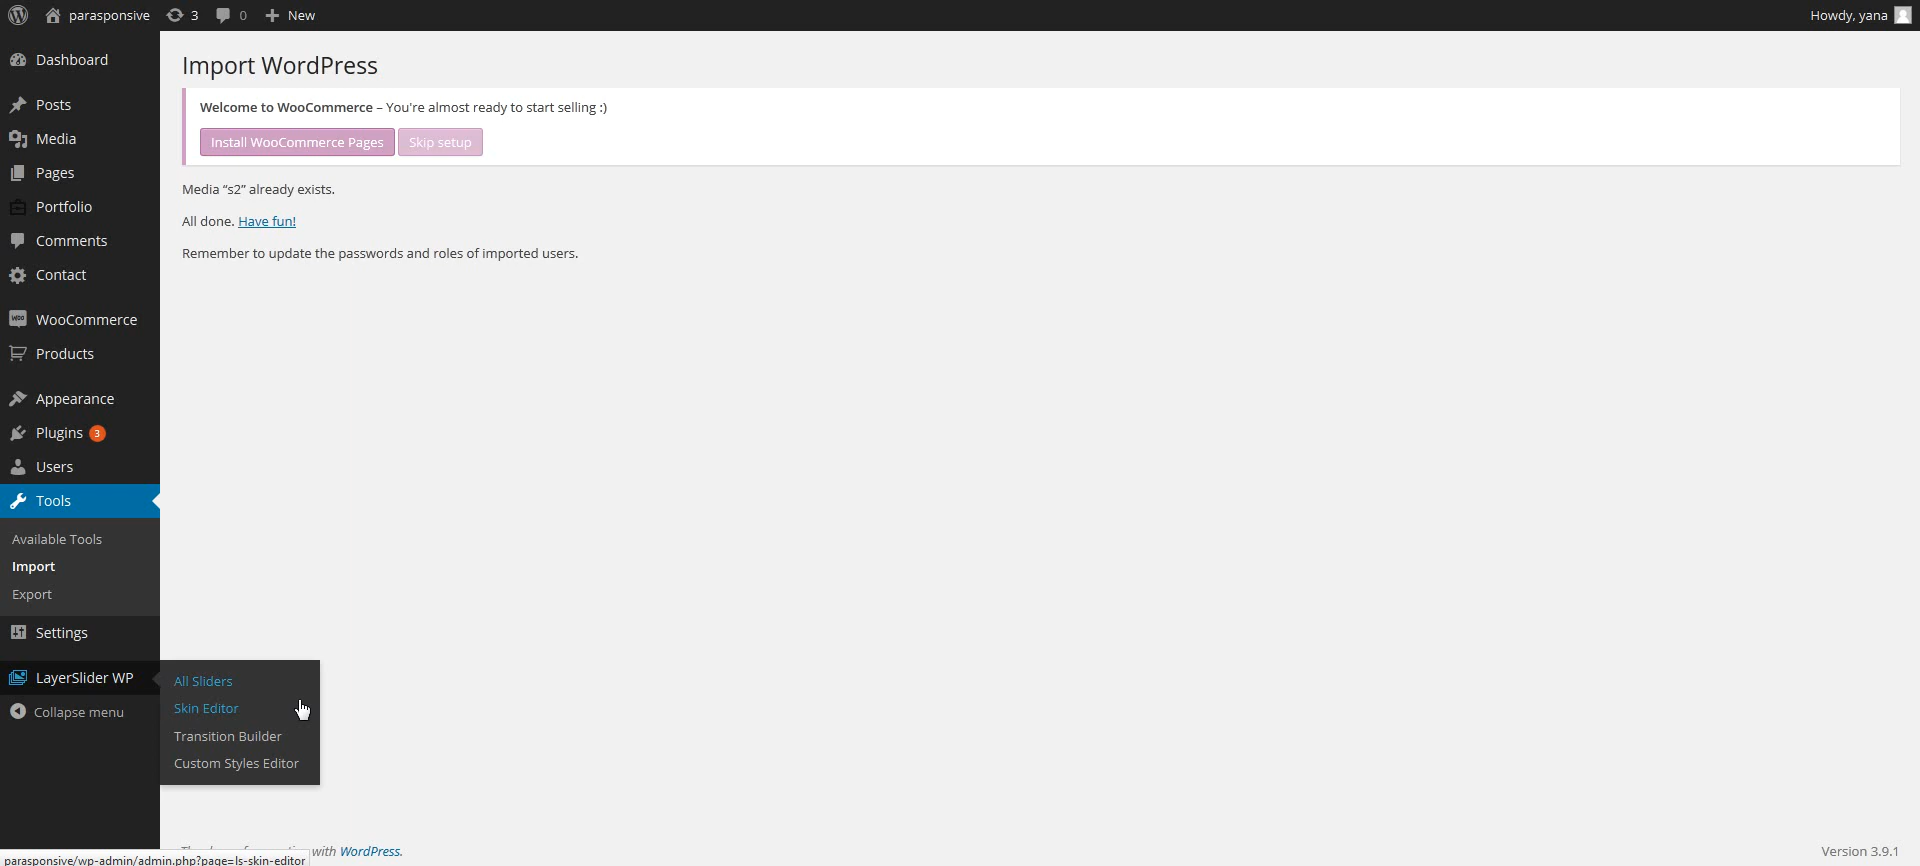 parasponsive 3 0 New Howdy, yana
Dashboard
Posts
Media
Pages
Portfolio
Comments
Contact
WooCommerce
Products
Appearance
Plugins 3
Users
Tools
Available Tools
Import
Export
Settings
LayerSlider WP
Collapse menu
All Sliders
Skin Editor
Transition Builder
Custom Styles Editor
Import WordPress
Welcome to WooCommerce – You're almost ready to start selling :)
Install WooCommerce Pages Skip setup
Media “s2” already exists.
All done. Have fun!
Remember to update the passwords and roles of imported users.
with WordPress.
Version 3.9.1
parasponsive/wp-admin/admin.php?page=ls-skin-editor